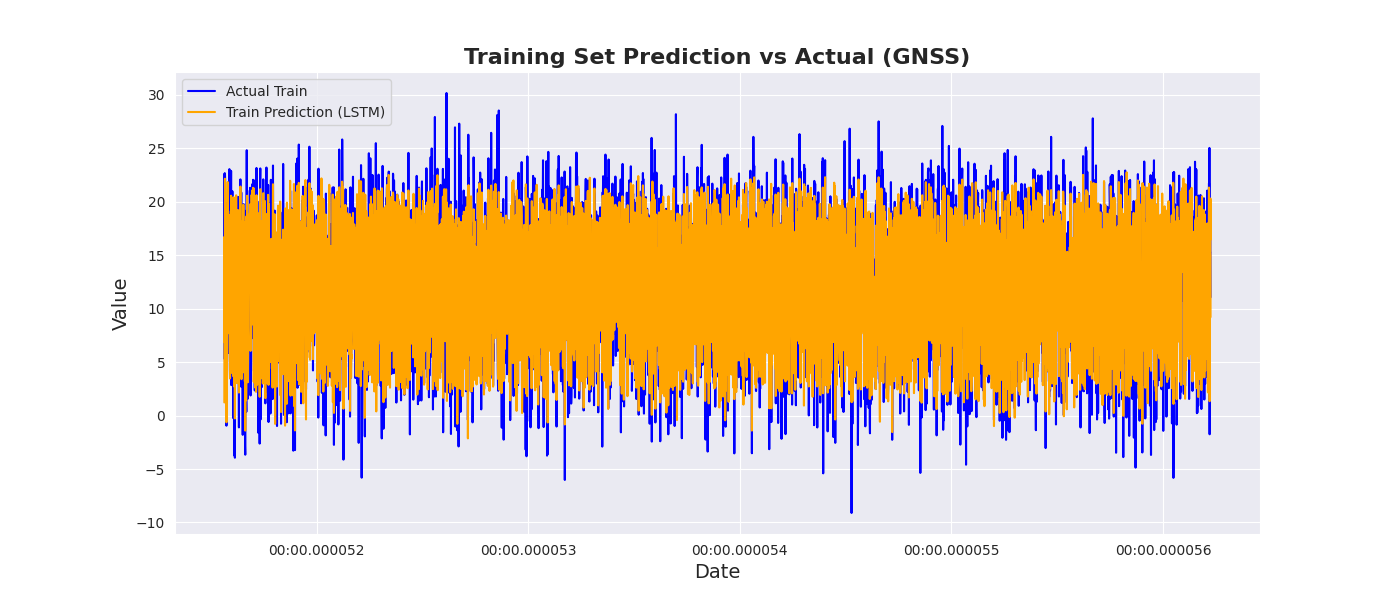 Training Set Prediction vs Actual (GNSS)
Actual Train
Train Prediction (LSTM)
30
25
20
15
10
5
0
−5
−10
Value
00:00.000052
00:00.000053
00:00.000054
00:00.000055
00:00.000056
Date